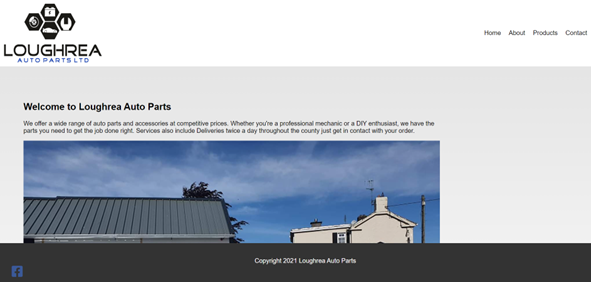 LOUGHREA
AUTO PARTS LTD
Home About Products Contact
Welcome to Loughrea Auto Parts
We offer a wide range of auto parts and accessories at competitive prices. Whether you're a professional mechanic or a DIY enthusiast, we have the
parts you need to get the job done right. Services also include Deliveries twice a day throughout the county just get in contact with your order.
Copyright 2021 Loughrea Auto Parts